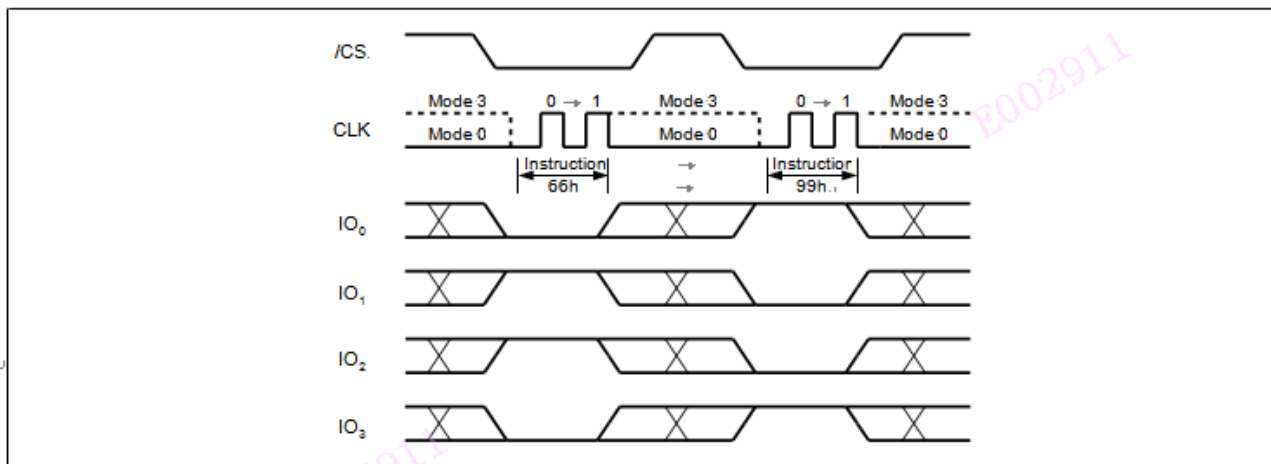 /CS.
Mode 3 0 → 1 Mode 3 0 → 1 Mode 3
CLK
Mode 0 Mode 0 Mode 0
Instruction → Instruction
66h → 99h.
IO0
IO1
IO2
IO3
E002911